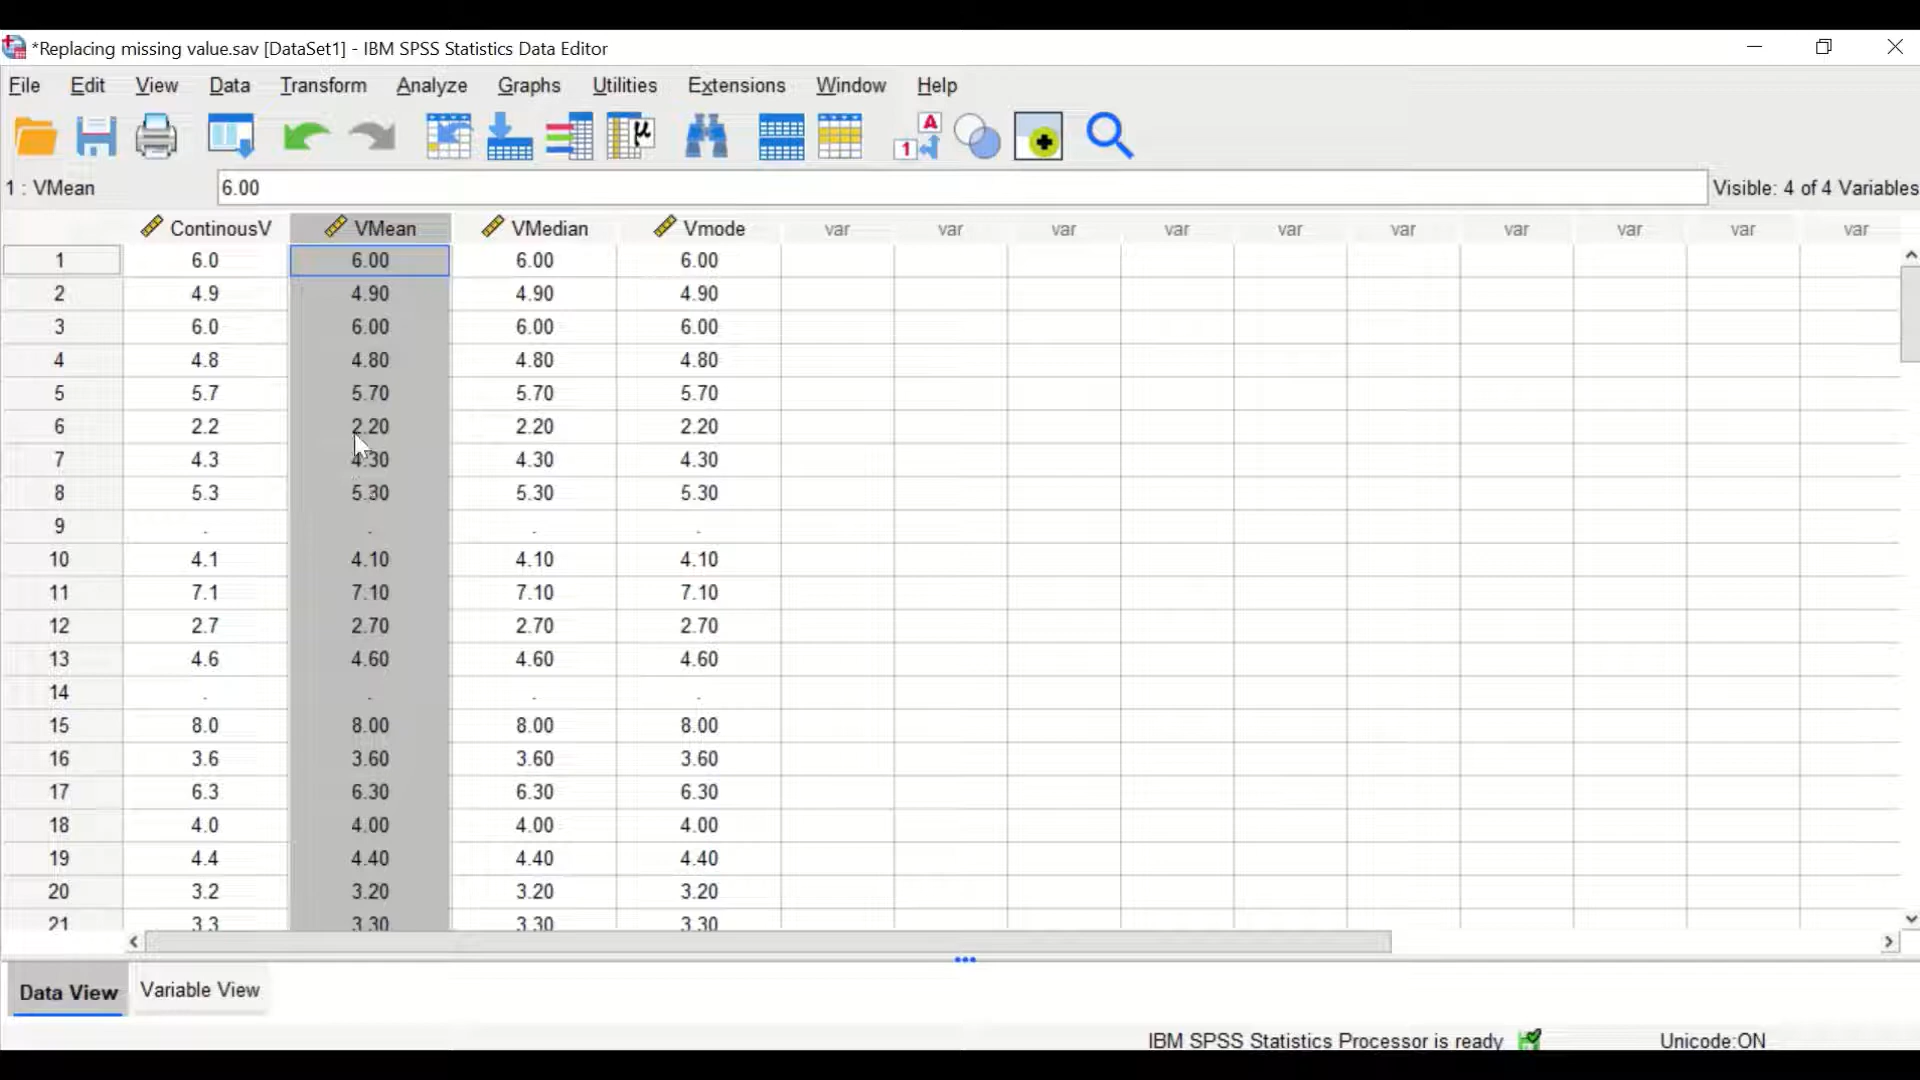 *Replacing missing value.sav [DataSet1] - IBM SPSS Statistics Data Editor
File Edit View Data Transform Analyze Graphs Utilities Extensions Window Help
1 : VMean 6.00 Visible: 4 of 4 Variables
ContinousV VMean VMedian Vmode var var var var var var var var var var
1 6.0 6.00 6.00 6.00
2 4.9 4.90 4.90 4.90
3 6.0 6.00 6.00 6.00
4 4.8 4.80 4.80 4.80
5 5.7 5.70 5.70 5.70
6 2.2 2.20 2.20 2.20
7 4.3 4.30 4.30 4.30
8 5.3 5.30 5.30 5.30
9 . . . .
10 4.1 4.10 4.10 4.10
11 7.1 7.10 7.10 7.10
12 2.7 2.70 2.70 2.70
13 4.6 4.60 4.60 4.60
14 . . . .
15 8.0 8.00 8.00 8.00
16 3.6 3.60 3.60 3.60
17 6.3 6.30 6.30 6.30
18 4.0 4.00 4.00 4.00
19 4.4 4.40 4.40 4.40
20 3.2 3.20 3.20 3.20
21 3.3 3.30 3.30 3.30
Data View Variable View
IBM SPSS Statistics Processor is ready Unicode:ON